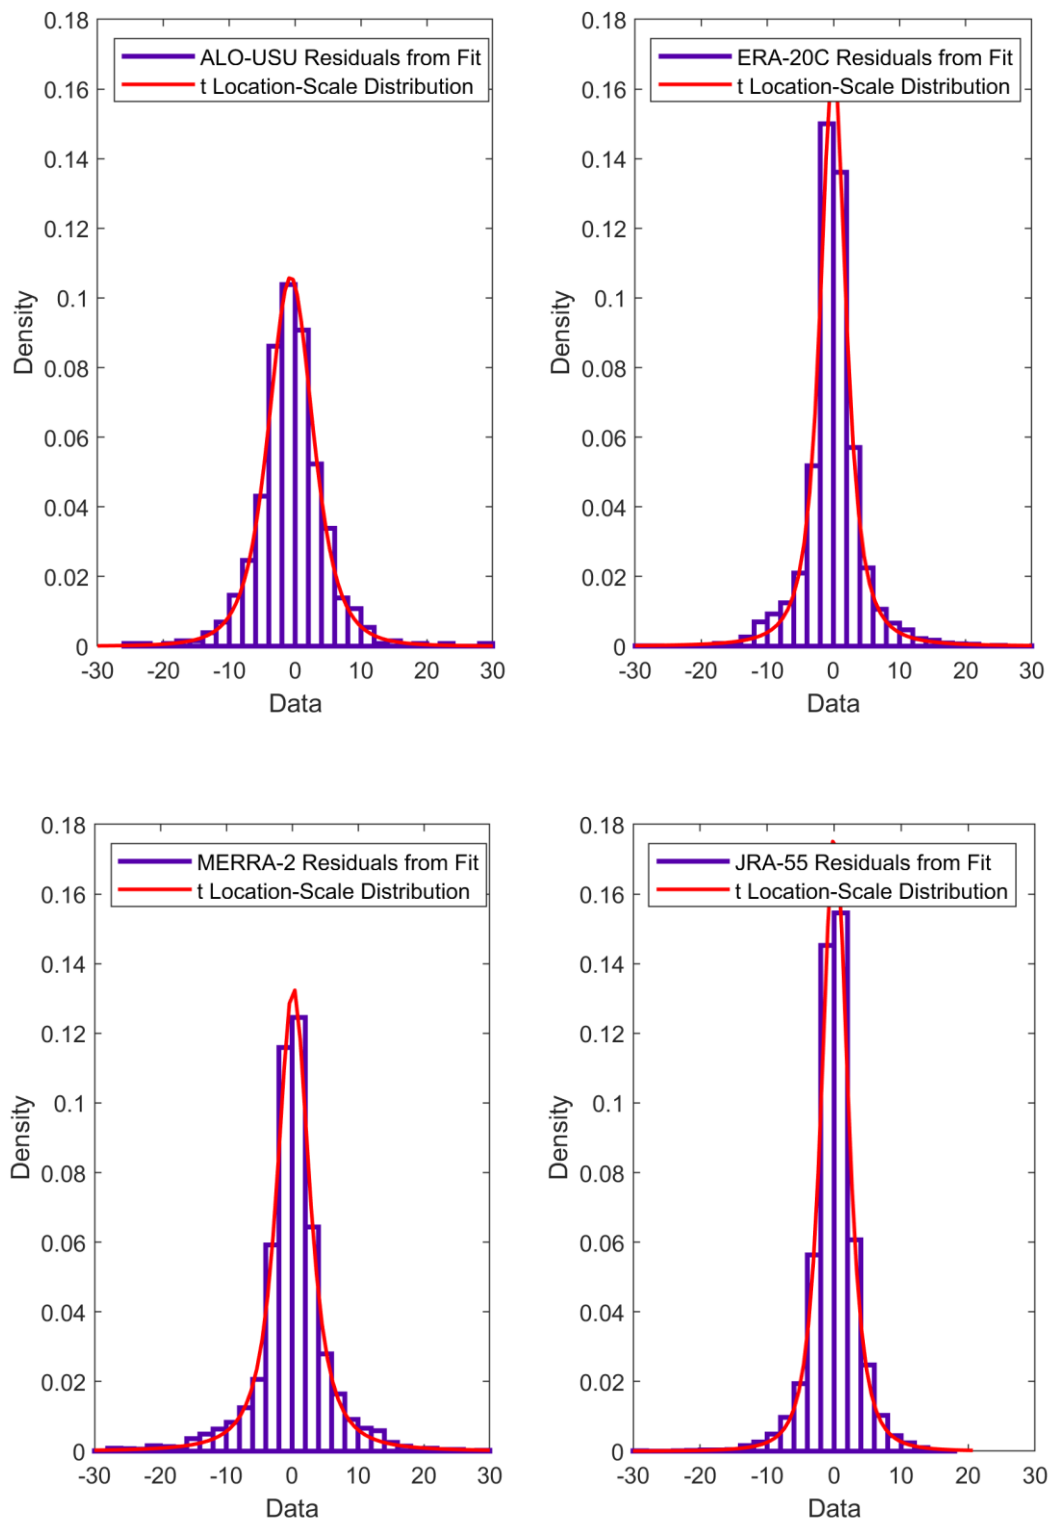 0.18
0.16
0.14
0.12
0.1
0.08
0.06
0.04
0.02
0
Density
ALO-USU Residuals from Fit
t Location-Scale Distribution
-30 -20 -10 0 10 20 30
Data
0.18
0.16
0.14
0.12
0.1
0.08
0.06
0.04
0.02
0
Density
ERA-20C Residuals from Fit
t Location-Scale Distribution
-30 -20 -10 0 10 20 30
Data
0.18
0.16
0.14
0.12
0.1
0.08
0.06
0.04
0.02
0
Density
MERRA-2 Residuals from Fit
t Location-Scale Distribution
-30 -20 -10 0 10 20 30
Data
0.18
0.16
0.14
0.12
0.1
0.08
0.06
0.04
0.02
0
Density
JRA-55 Residuals from Fit
t Location-Scale Distribution
-30 -20 -10 0 10 20 30
Data